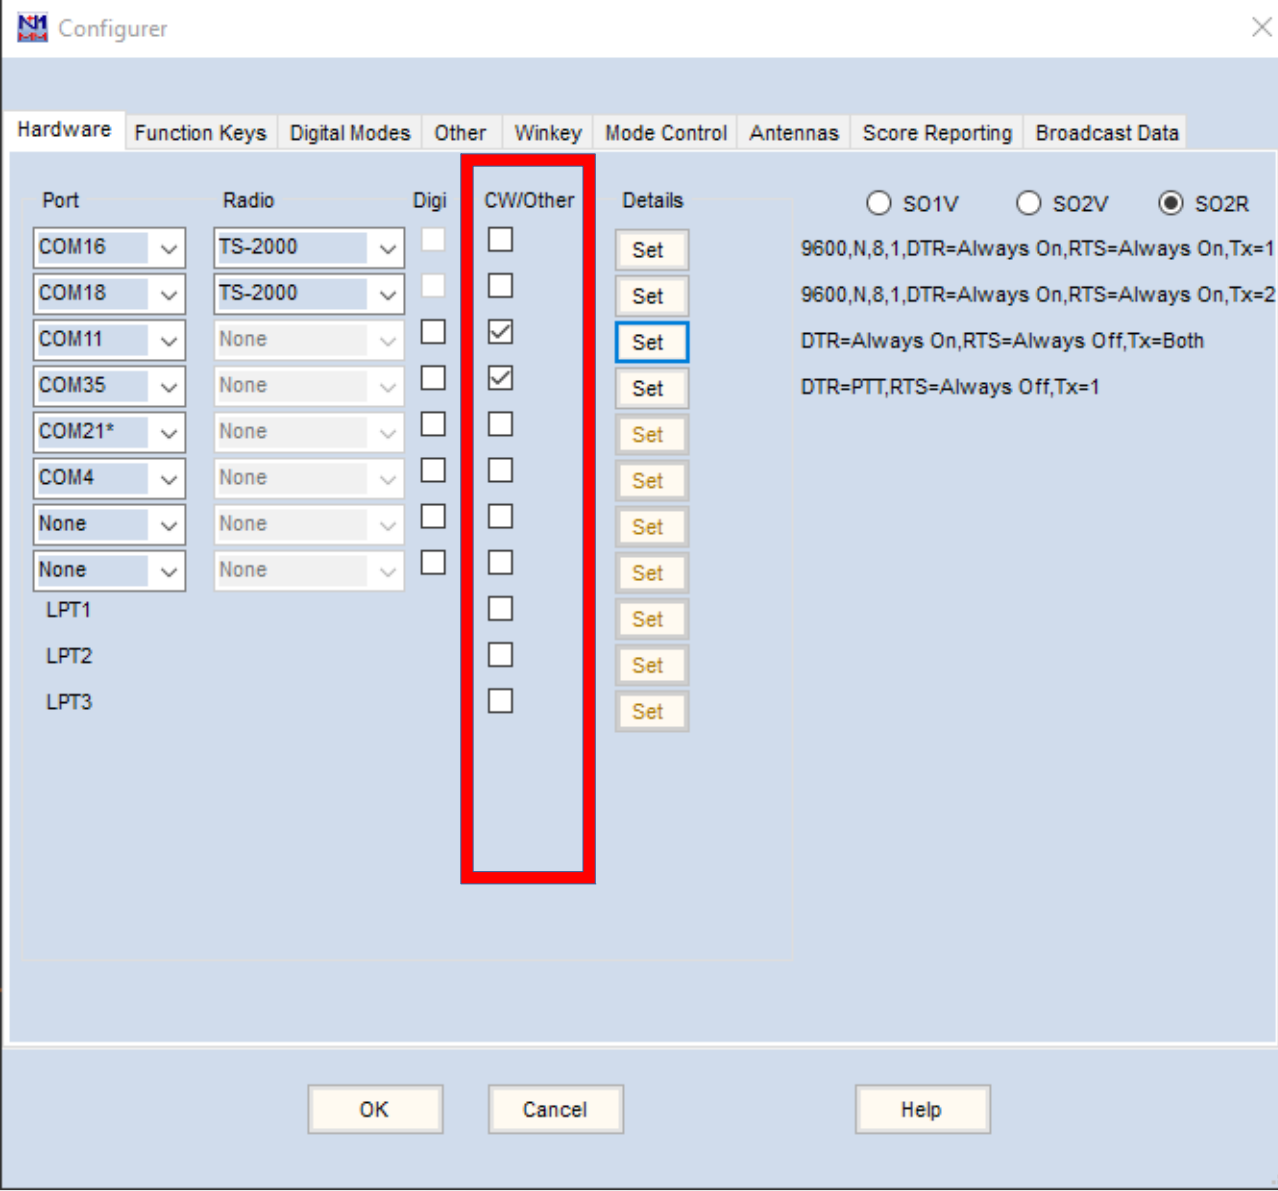 N1
MM
Configurer
Hardware Function Keys Digital Modes Other Winkey Mode Control Antennas Score Reporting Broadcast Data
Port Radio Digi CW/Other Details SO1V SO2V SO2R
COM16 TS-2000 Set 9600,N,8,1,DTR=Always On,RTS=Always On,Tx=1
COM18 TS-2000 Set 9600,N,8,1,DTR=Always On,RTS=Always On,Tx=2
COM11 None Set DTR=Always On,RTS=Always Off,Tx=Both
COM35 None Set DTR=PTT,RTS=Always Off,Tx=1
COM21* None Set
COM4 None Set
None None Set
None None Set
LPT1 Set
LPT2 Set
LPT3 Set
OK Cancel Help